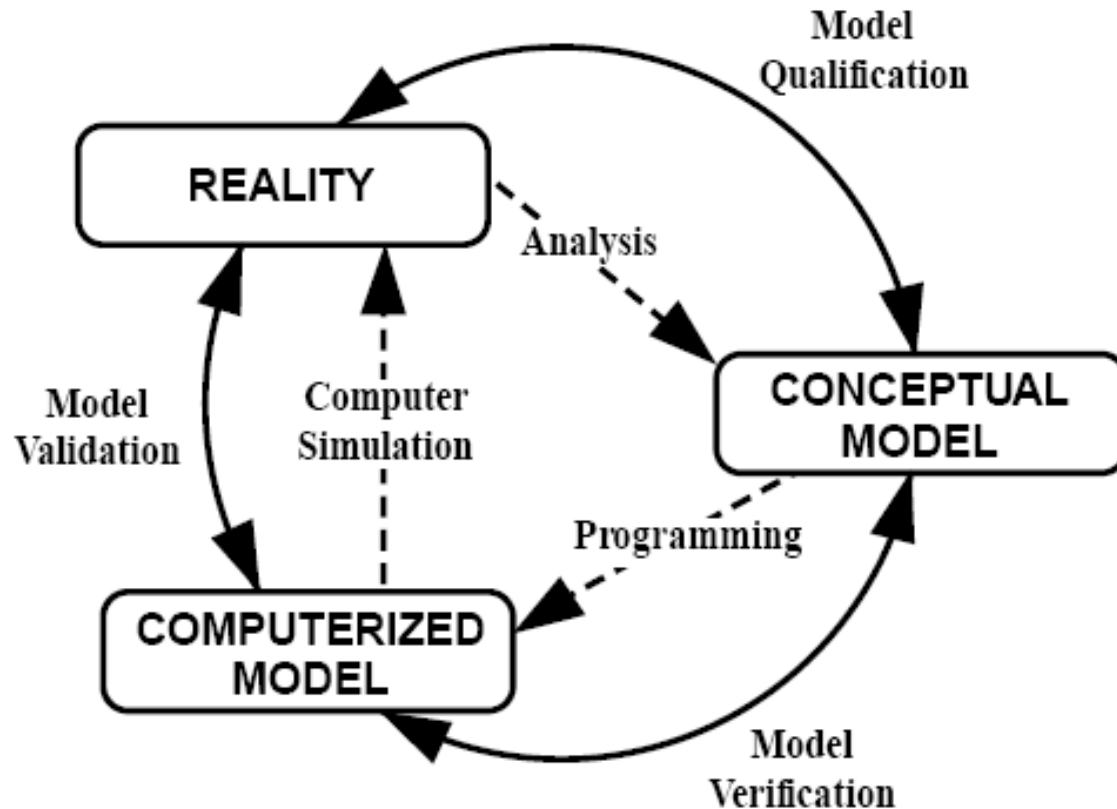 Model
Qualification
REALITY
Analysis
CONCEPTUAL
MODEL
Model
Validation
Computer
Simulation
Programming
COMPUTERIZED
MODEL
Model
Verification